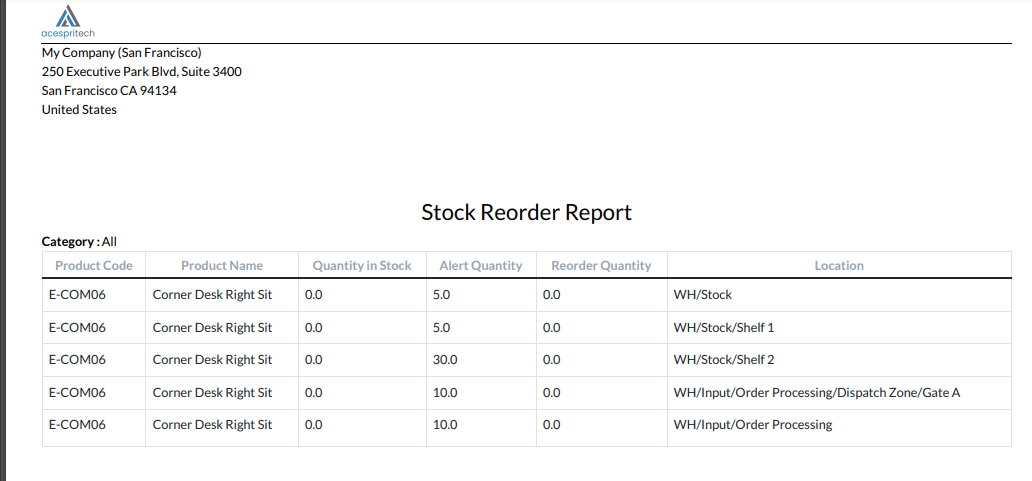 acespritech
My Company (San Francisco)
250 Executive Park Blvd, Suite 3400
San Francisco CA 94134
United States
Stock Reorder Report
Category : All
Product Code Product Name Quantity in Stock Alert Quantity Reorder Quantity Location
E-COM06 Corner Desk Right Sit 0.0 5.0 0.0 WH/Stock
E-COM06 Corner Desk Right Sit 0.0 5.0 0.0 WH/Stock/Shelf 1
E-COM06 Corner Desk Right Sit 0.0 30.0 0.0 WH/Stock/Shelf 2
E-COM06 Corner Desk Right Sit 0.0 10.0 0.0 WH/Input/Order Processing/Dispatch Zone/Gate A
E-COM06 Corner Desk Right Sit 0.0 10.0 0.0 WH/Input/Order Processing